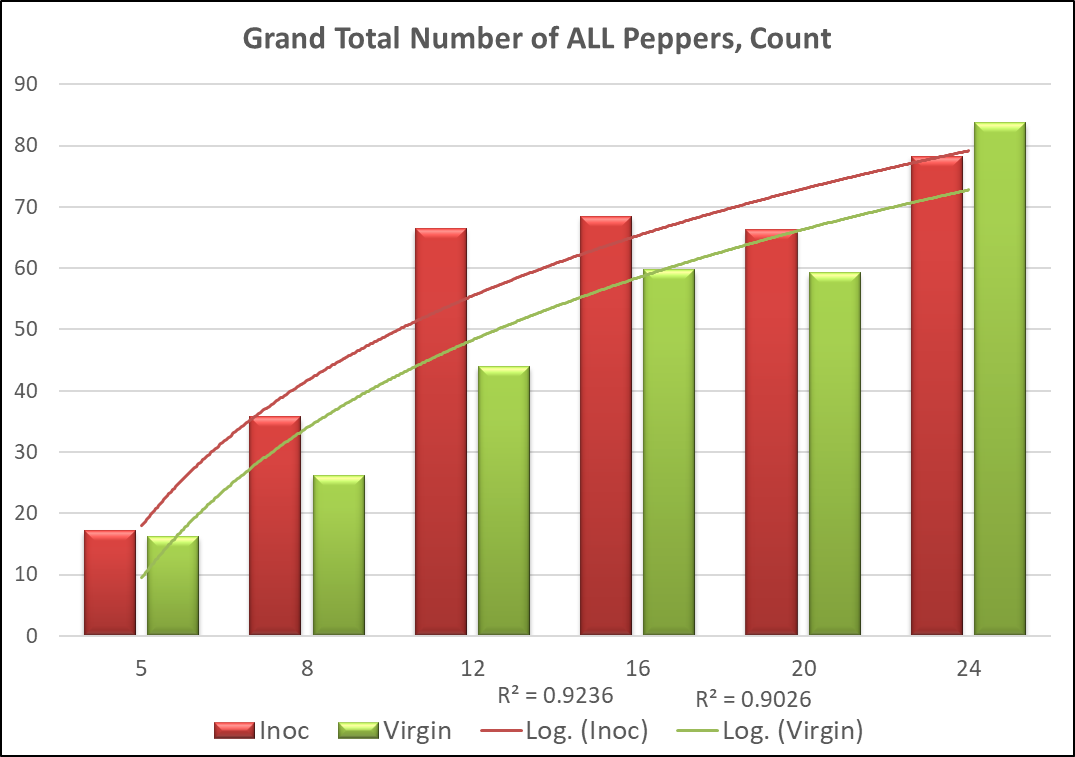 Grand Total Number of ALL Peppers, Count
90
80
70
60
50
40
30
20
10
0
5 8 12 16 20 24
R² = 0.9236 R² = 0.9026
Inoc Virgin Log. (Inoc) Log. (Virgin)